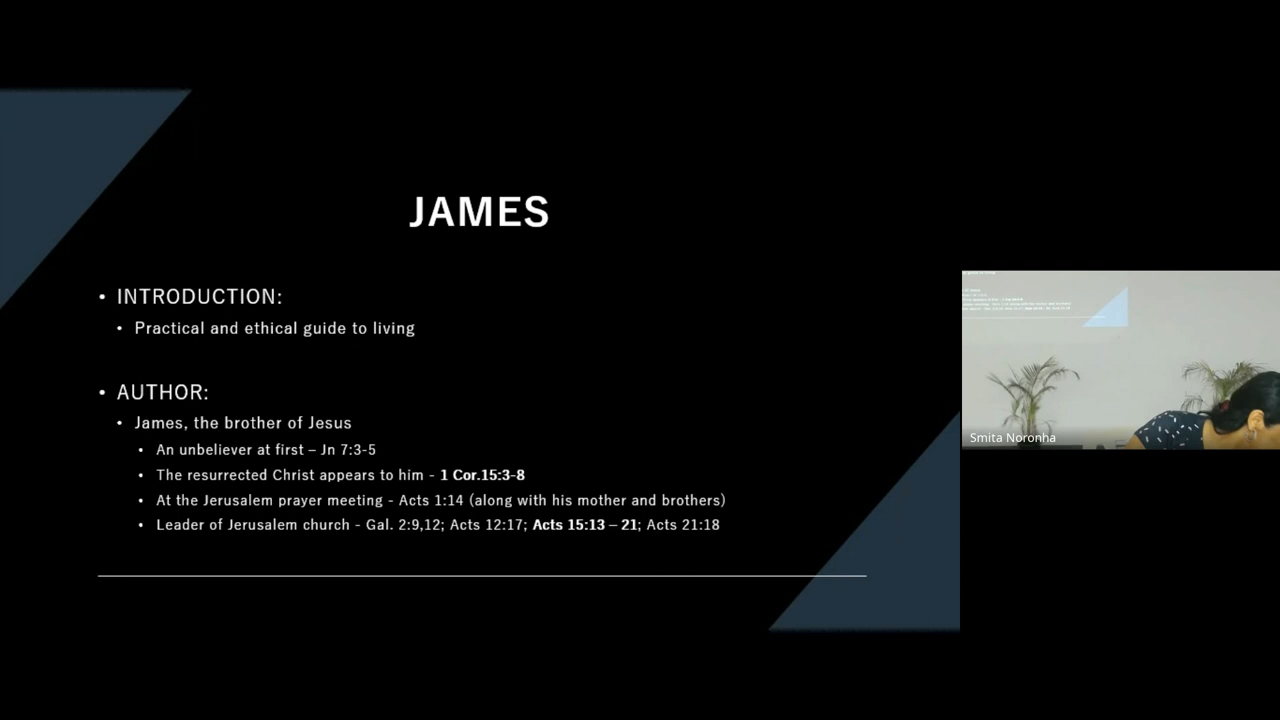 JAMES
• INTRODUCTION:
• Practical and ethical guide to living
• AUTHOR:
• James, the brother of Jesus
• An unbeliever at first – Jn 7:3-5
• The resurrected Christ appears to him - 1 Cor.15:3-8
• At the Jerusalem prayer meeting - Acts 1:14 (along with his mother and brothers)
• Leader of Jerusalem church - Gal. 2:9,12; Acts 12:17; Acts 15:13 – 21; Acts 21:18
Smita Noronha